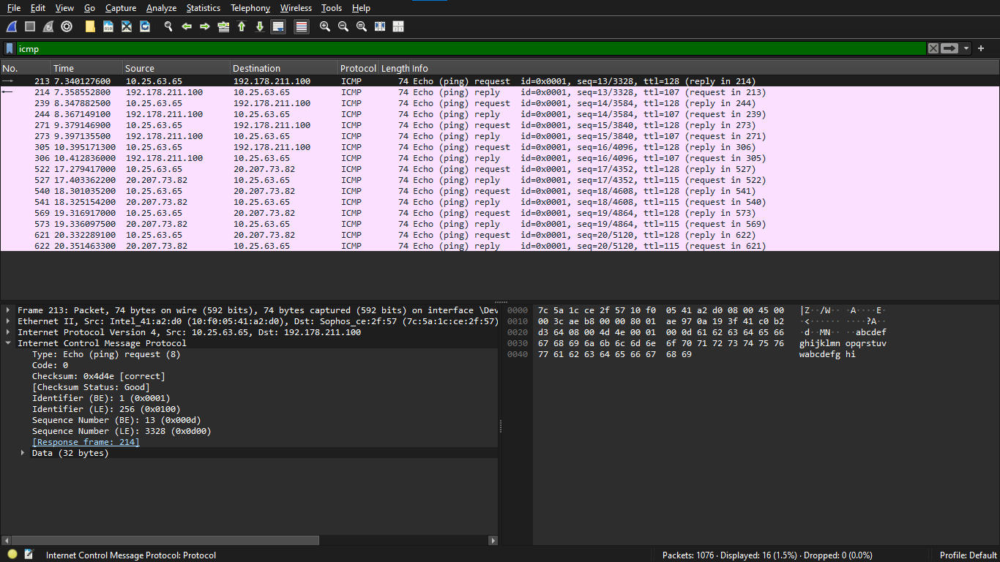 File Edit View Go Capture Analyze Statistics Telephony Wireless Tools Help
icmp
No. Time Source Destination Protocol Length Info
213 7.340127600 10.25.63.65 192.178.211.100 ICMP 74 Echo (ping) request id=0x0001, seq=13/3328, ttl=128 (reply in 214)
214 7.358552800 192.178.211.100 10.25.63.65 ICMP 74 Echo (ping) reply id=0x0001, seq=13/3328, ttl=107 (request in 213)
239 8.347882500 10.25.63.65 192.178.211.100 ICMP 74 Echo (ping) request id=0x0001, seq=14/3584, ttl=128 (reply in 244)
244 8.367149100 192.178.211.100 10.25.63.65 ICMP 74 Echo (ping) reply id=0x0001, seq=14/3584, ttl=107 (request in 239)
271 9.379146900 10.25.63.65 192.178.211.100 ICMP 74 Echo (ping) request id=0x0001, seq=15/3840, ttl=128 (reply in 273)
273 9.397135500 192.178.211.100 10.25.63.65 ICMP 74 Echo (ping) reply id=0x0001, seq=15/3840, ttl=107 (request in 271)
305 10.395171300 10.25.63.65 192.178.211.100 ICMP 74 Echo (ping) request id=0x0001, seq=16/4096, ttl=128 (reply in 306)
306 10.412836000 192.178.211.100 10.25.63.65 ICMP 74 Echo (ping) reply id=0x0001, seq=16/4096, ttl=107 (request in 305)
522 17.279417000 10.25.63.65 20.207.73.82 ICMP 74 Echo (ping) request id=0x0001, seq=17/4352, ttl=128 (reply in 527)
527 17.403362200 20.207.73.82 10.25.63.65 ICMP 74 Echo (ping) reply id=0x0001, seq=17/4352, ttl=115 (request in 522)
540 18.301035200 10.25.63.65 20.207.73.82 ICMP 74 Echo (ping) request id=0x0001, seq=18/4608, ttl=128 (reply in 541)
541 18.325154200 20.207.73.82 10.25.63.65 ICMP 74 Echo (ping) reply id=0x0001, seq=18/4608, ttl=115 (request in 540)
569 19.316917000 10.25.63.65 20.207.73.82 ICMP 74 Echo (ping) request id=0x0001, seq=19/4864, ttl=128 (reply in 573)
573 19.336097500 20.207.73.82 10.25.63.65 ICMP 74 Echo (ping) reply id=0x0001, seq=19/4864, ttl=115 (request in 569)
621 20.332289100 10.25.63.65 20.207.73.82 ICMP 74 Echo (ping) request id=0x0001, seq=20/5120, ttl=128 (reply in 622)
622 20.351463300 20.207.73.82 10.25.63.65 ICMP 74 Echo (ping) reply id=0x0001, seq=20/5120, ttl=115 (request in 621)
Frame 213: Packet, 74 bytes on wire (592 bits), 74 bytes captured (592 bits) on interface \Dev
Ethernet II, Src: Intel_41:a2:d0 (10:f0:05:41:a2:d0), Dst: Sophos_ce:2f:57 (7c:5a:1c:ce:2f:57)
Internet Protocol Version 4, Src: 10.25.63.65, Dst: 192.178.211.100
Internet Control Message Protocol
Type: Echo (ping) request (8)
Code: 0
Checksum: 0x4d4e [correct]
[Checksum Status: Good]
Identifier (BE): 1 (0x0001)
Identifier (LE): 256 (0x0100)
Sequence Number (BE): 13 (0x000d)
Sequence Number (LE): 3328 (0x0d00)
[Response frame: 214]
Data (32 bytes)
0000 7c 5a 1c ce 2f 57 10 f0 05 41 a2 d0 08 00 45 00 |Z··/W·· ·A····E·
0010 00 3c ae b8 00 00 80 01 ae 97 0a 19 3f 41 c0 b2 ·<······ ····?A··
0020 d3 64 08 00 4d 4e 00 01 00 0d 61 62 63 64 65 66 ·d··MN·· ··abcdef
0030 67 68 69 6a 6b 6c 6d 6e 6f 70 71 72 73 74 75 76 ghijklmn opqrstuv
0040 77 61 62 63 64 65 66 67 68 69 wabcdefg hi
Internet Control Message Protocol: Protocol
Packets: 1076 · Displayed: 16 (1.5%) · Dropped: 0 (0.0%)
Profile: Default